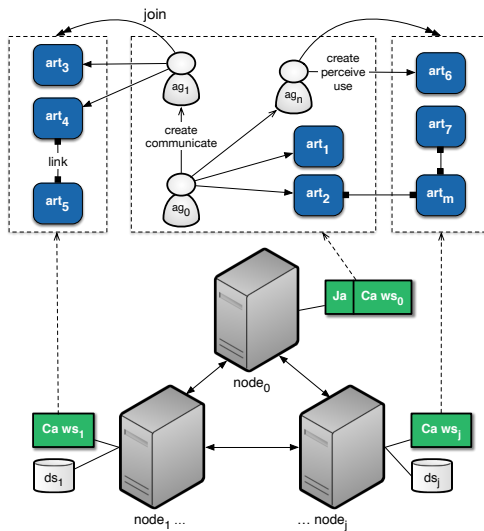 join
art3
ag1
create
perceive
use
agn
art6
art4
create
communicate
art1
art7
link
art5
ag0
art2
artm
Ja
Ca ws0
node0
Ca ws1
ds1
node1 ...
... nodej
Ca wsj
dsj